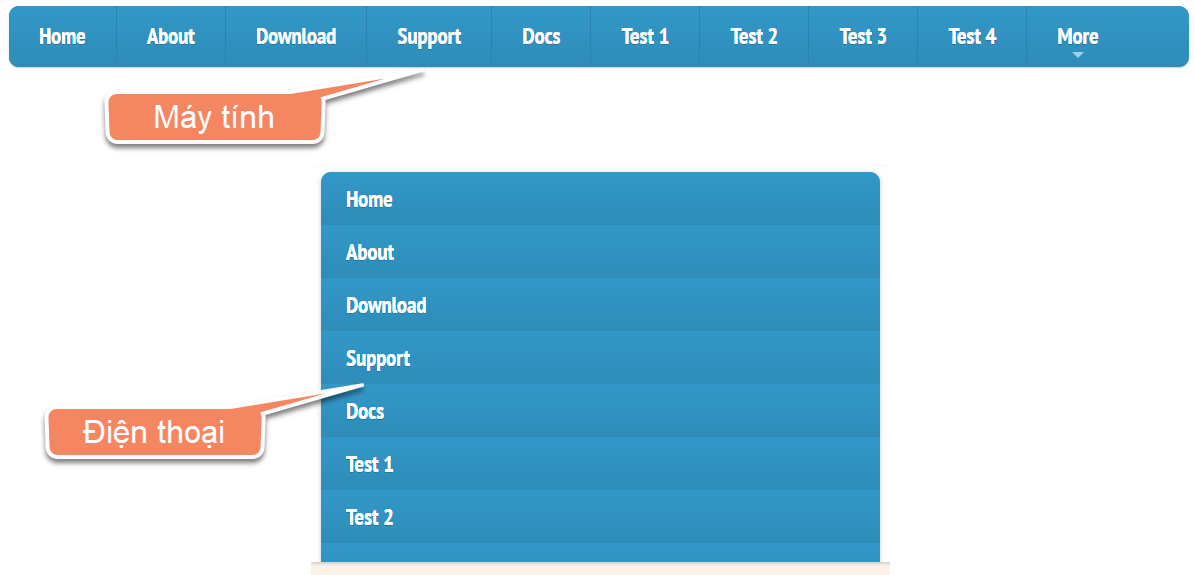 Home About Download Support Docs Test 1 Test 2 Test 3 Test 4 More
Máy tính
Home
About
Download
Support
Điện thoại
Docs
Test 1
Test 2